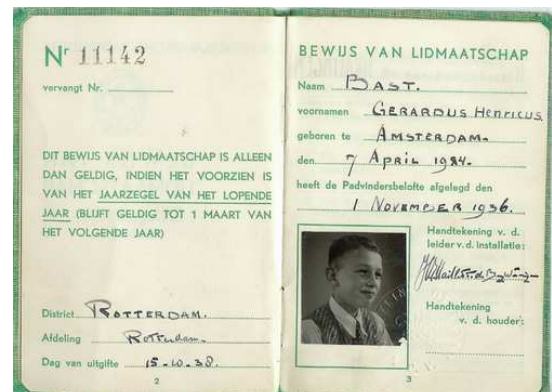 Nr 11142
vervangt Nr.
DIT BEWIJS VAN LIDMAATSCHAP IS ALLEEN
DAN GELDIG, INDIEN HET VOORZIEN IS
VAN HET JAARZEGEL VAN HET LOPENDE
JAAR (BLIJFT GELDIG TOT 1 MAART VAN
HET VOLGENDE JAAR)
District ROTTERDAM.
Afdeling Rotterdam.
Dag van uitgifte 15-10-38.
2
BEWIJS VAN LIDMAATSCHAP
Naam BAST.
voornamen GERARDUS HENRICUS.
geboren te AMSTERDAM.
den 7 APRIL 1924.
heeft de Padvindersbelofte afgelegd den
1 NOVEMBER 1936.
Handtekening v. d.
leider v. d. installatie:
Handtekening
v. d. houder:
3